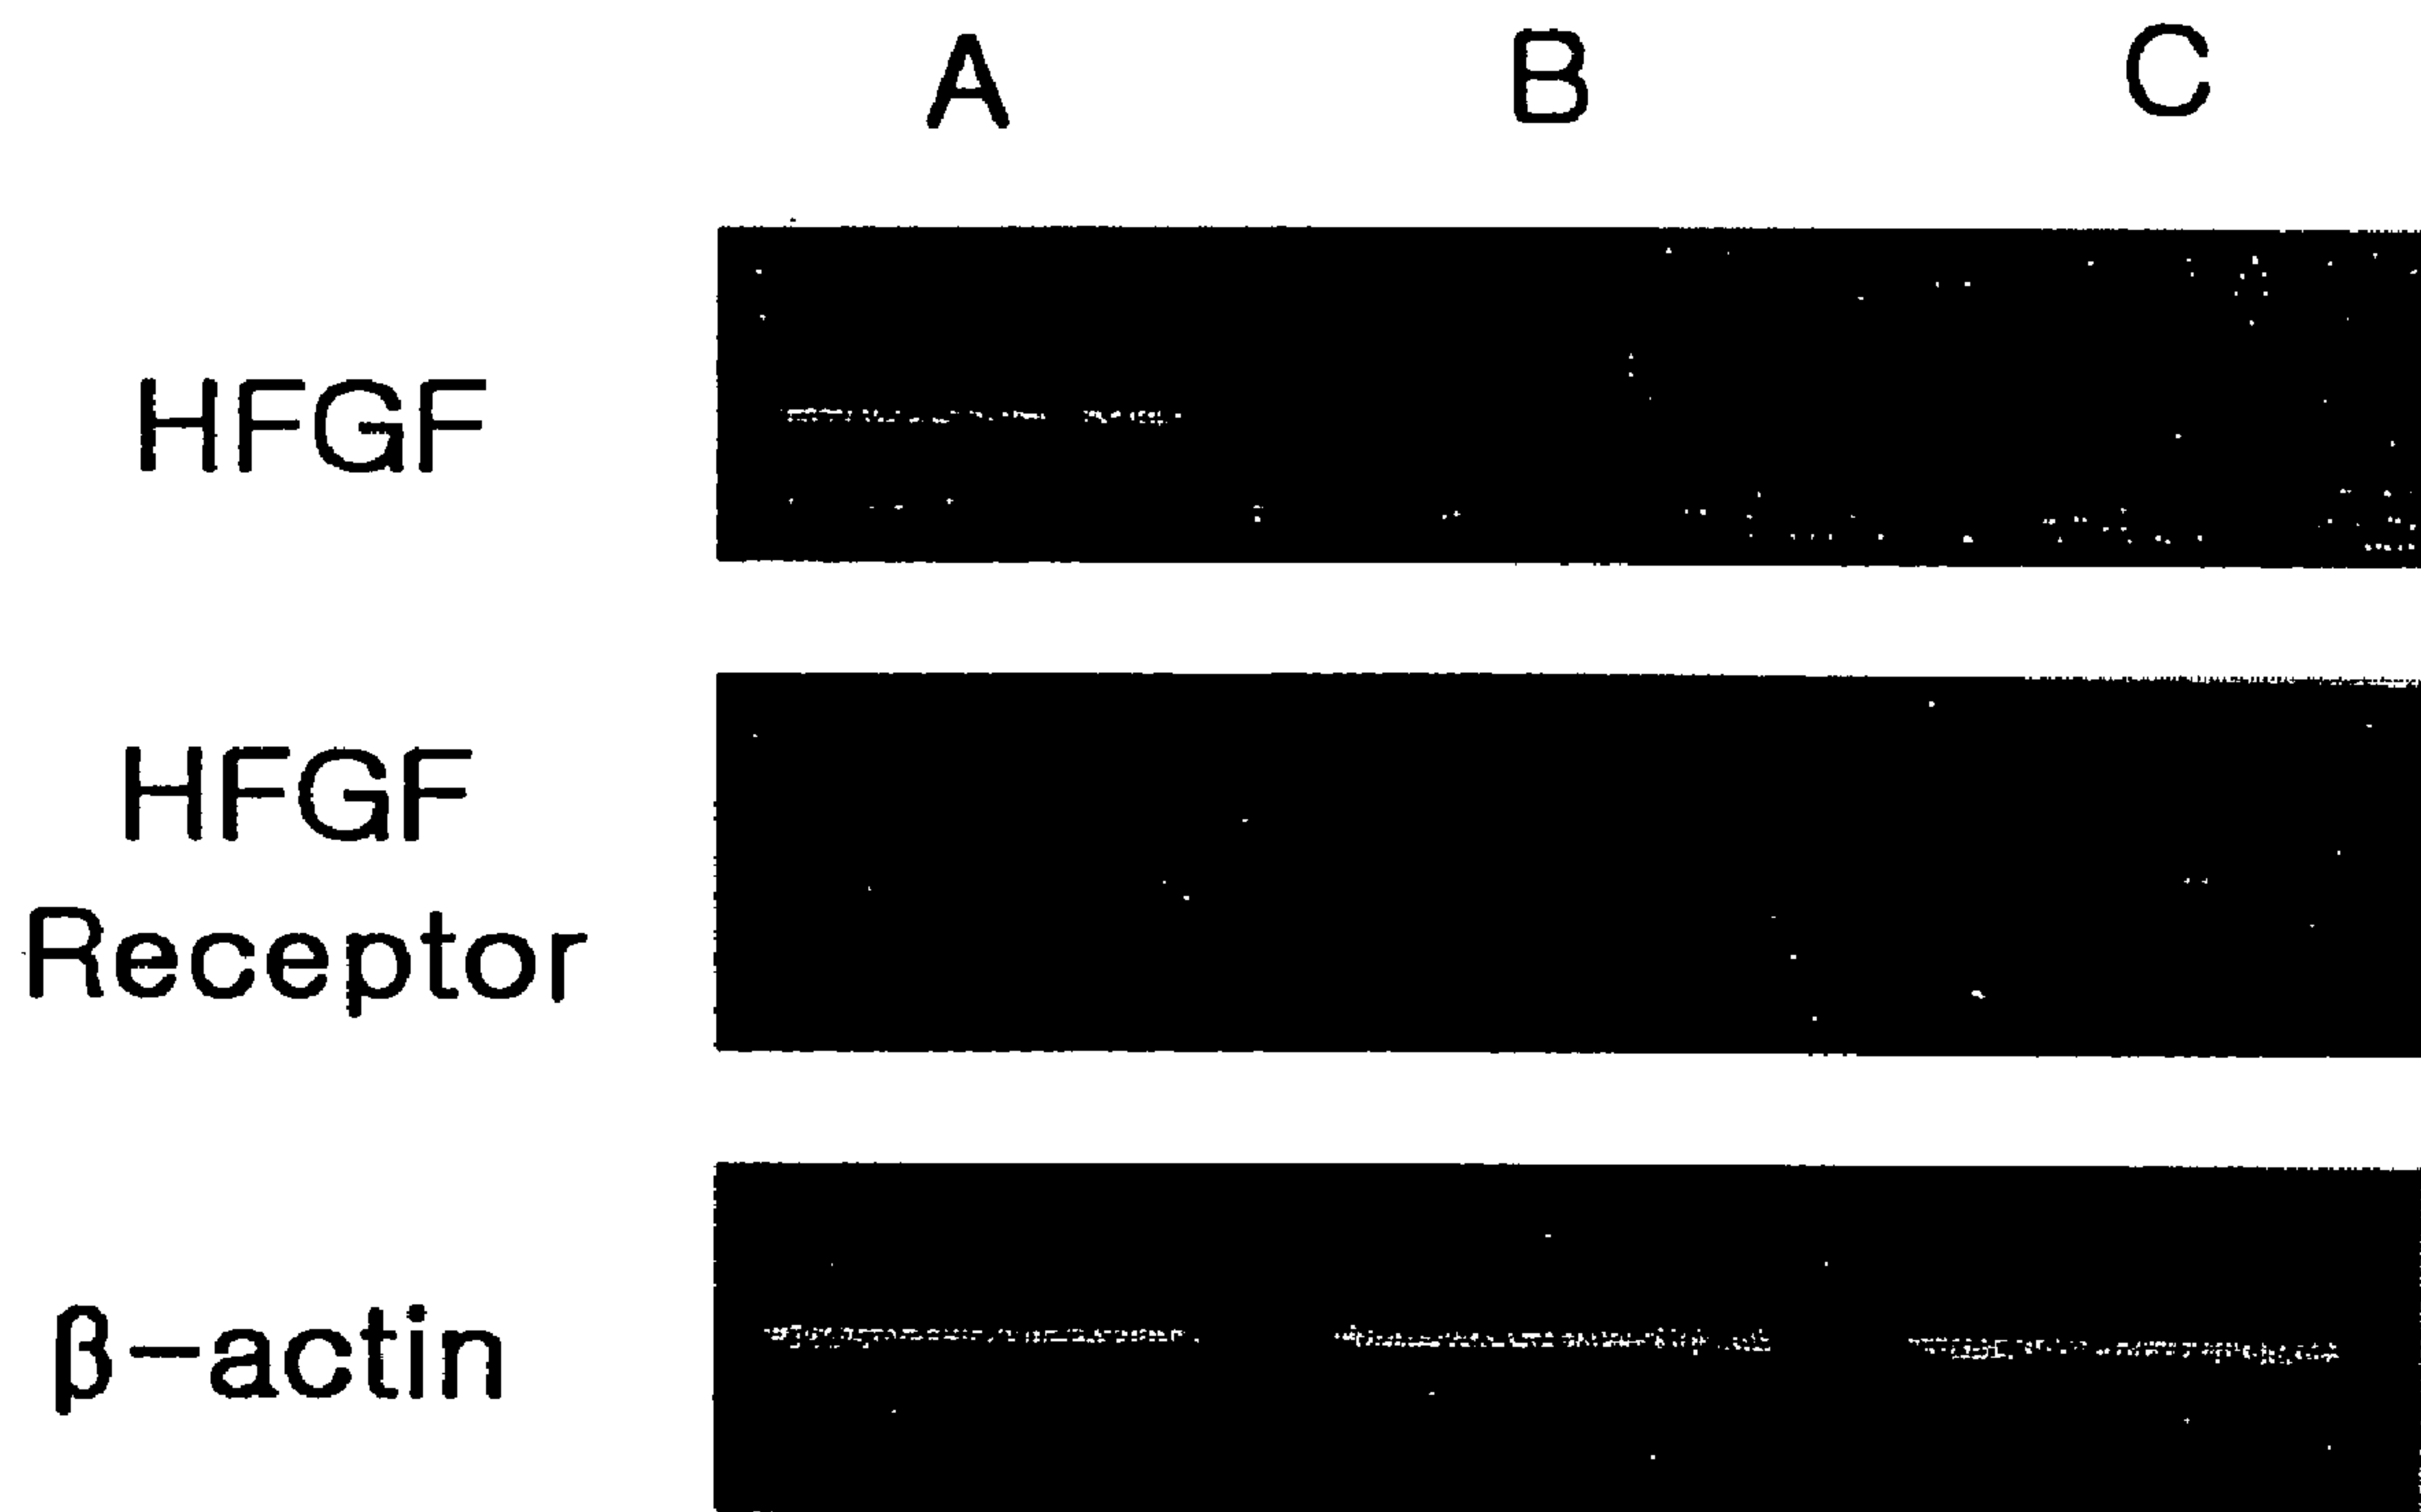 A B C
HFGF
HFGF
Receptor
β-actin